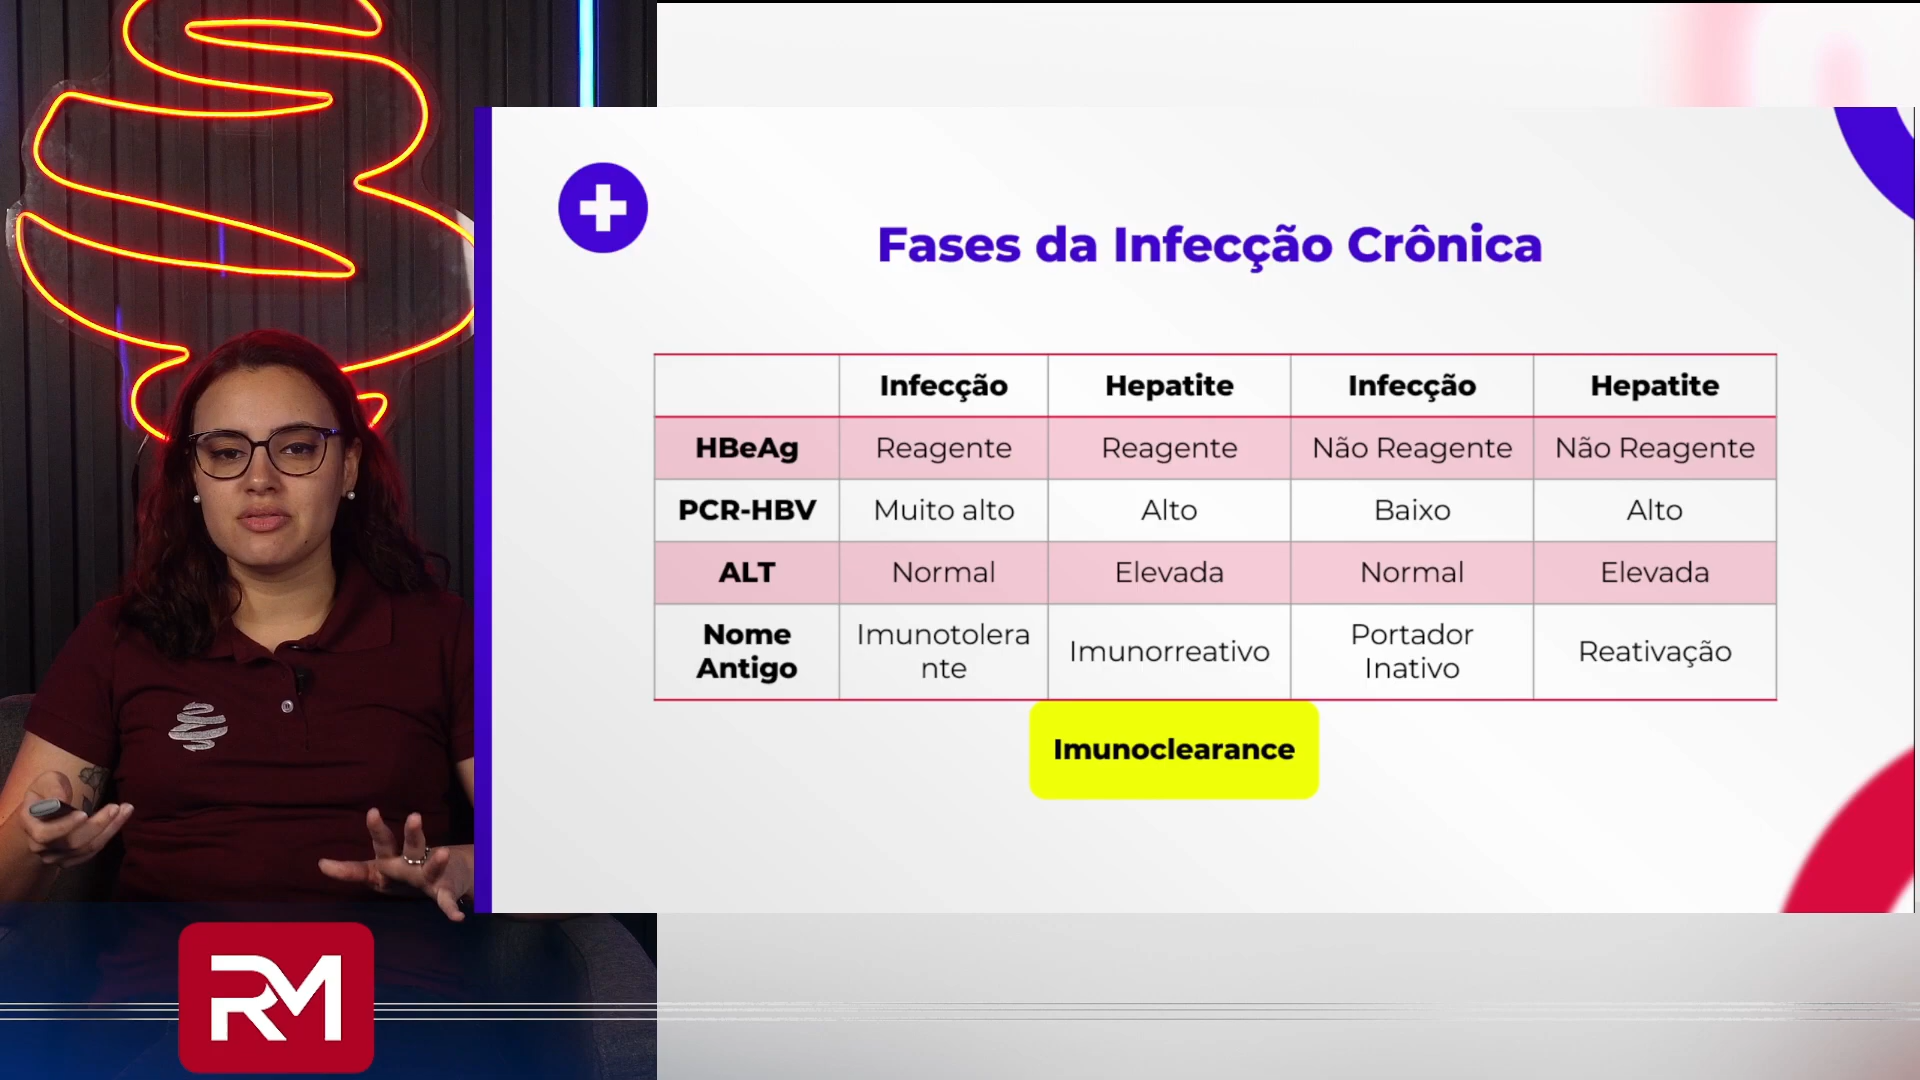 Fases da Infecção Crônica
Infecção Hepatite Infecção Hepatite
HBeAg Reagente Reagente Não Reagente Não Reagente
PCR-HBV Muito alto Alto Baixo Alto
ALT Normal Elevada Normal Elevada
Nome Antigo Imunotolera nte Imunorreativo Portador Inativo Reativação
Imunoclearance
RM